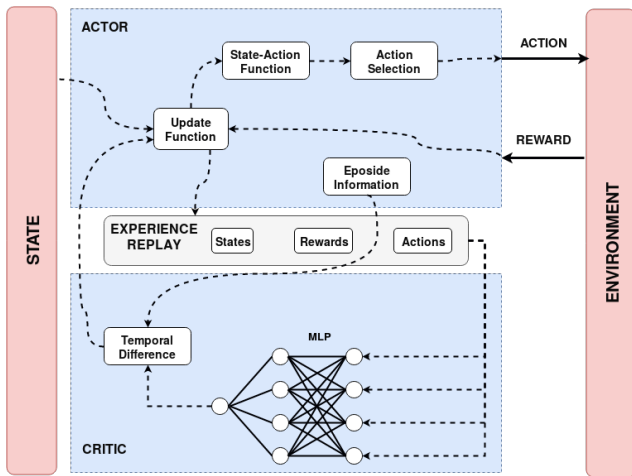 ACTOR
State-Action
Function
Action
Selection
ACTION
Update
Function
REWARD
Eposide
Information
EXPERIENCE
REPLAY
States
Rewards
Actions
STATE
ENVIRONMENT
Temporal
Difference
MLP
CRITIC